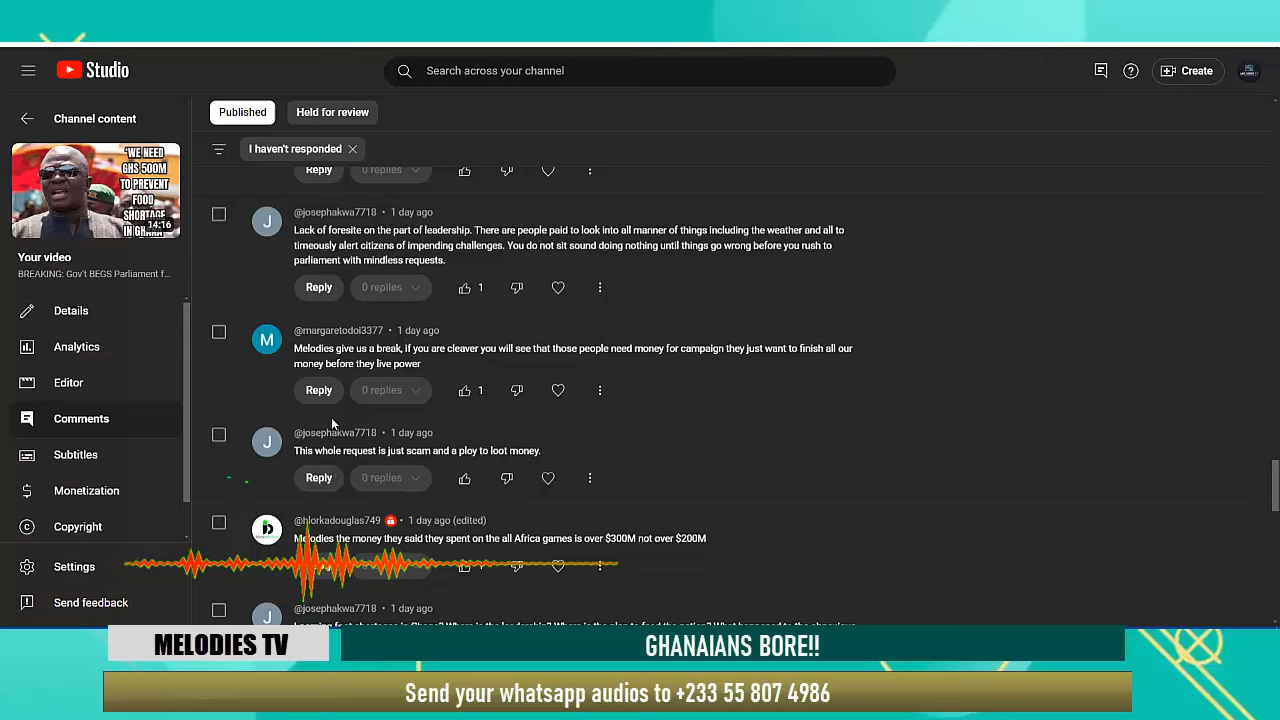 Studio
Search across your channel
Create
Channel content
Published
Held for review
I haven't responded
"WE NEED
GHS 500M
TO PREVENT
FOOD
SHORTAGE
14:16
Your video
BREAKING: Gov't BEGS Parliament f...
Details
Analytics
Editor
Comments
Subtitles
Monetization
Copyright
Settings
Send feedback
Reply
0 replies
@josephakwa7718 • 1 day ago
Lack of foresite on the part of leadership. There are people paid to look into all manner of things including the weather and all to
timeously alert citizens of impending challenges. You do not sit sound doing nothing until things go wrong before you rush to
parliament with mindless requests.
Reply
0 replies
1
@margaretodoi3377 • 1 day ago
Melodies give us a break, if you are cleaver you will see that those people need money for campaign they just want to finish all our
money before they live power
Reply
0 replies
1
@josephakwa7718 • 1 day ago
This whole request is just scam and a ploy to loot money.
Reply
0 replies
@hlorkadouglas749 • 1 day ago (edited)
Melodies the money they said they spent on the all Africa games is over $300M not over $200M
@josephakwa7718 • 1 day ago
MELODIES TV
GHANAIANS BORE!!
Send your whatsapp audios to +233 55 807 4986